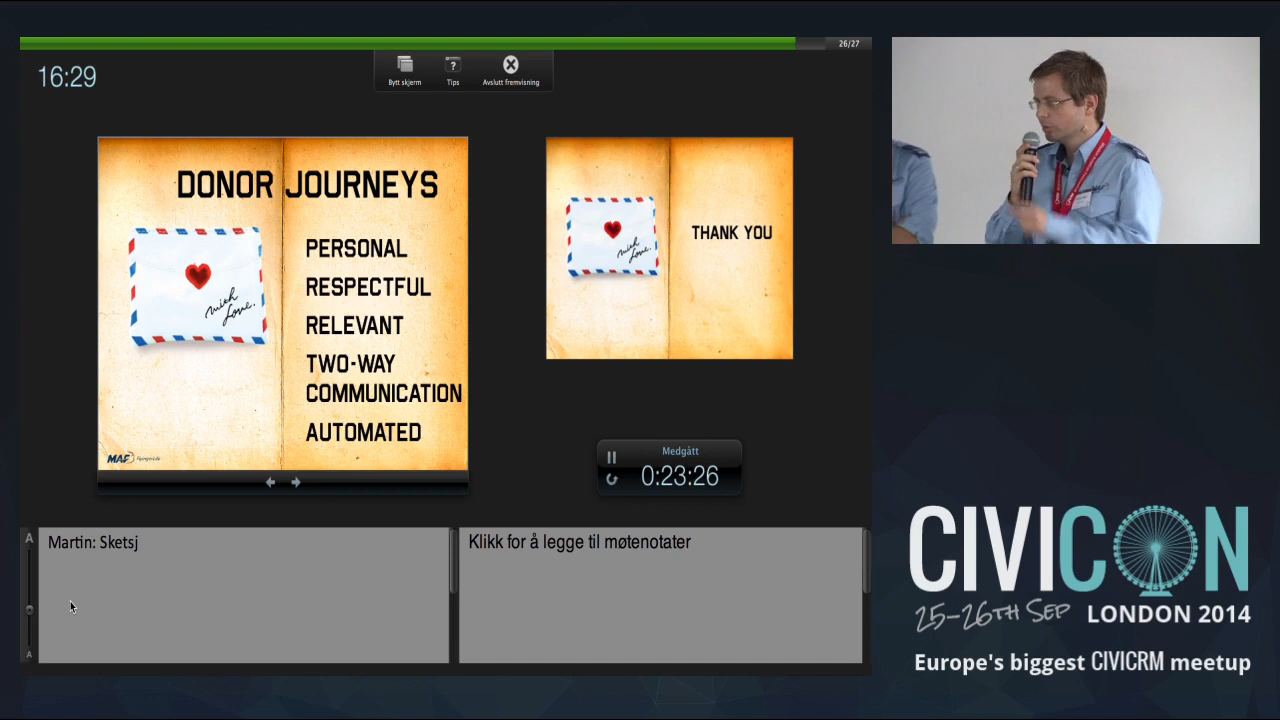 26/27
16:29
Bytt skjerm
Tips
Avslutt fremvisning
DONOR JOURNEYS
with
love.
PERSONAL
RESPECTFUL
RELEVANT
TWO-WAY
COMMUNICATION
AUTOMATED
MAF
with
love.
THANK YOU
Medgått
0:23:26
A
A
Martin: Sketsj
Klikk for å legge til møtenotater
CIVICON
25-26TH SEP LONDON 2014
Europe's biggest CIVICRM meetup